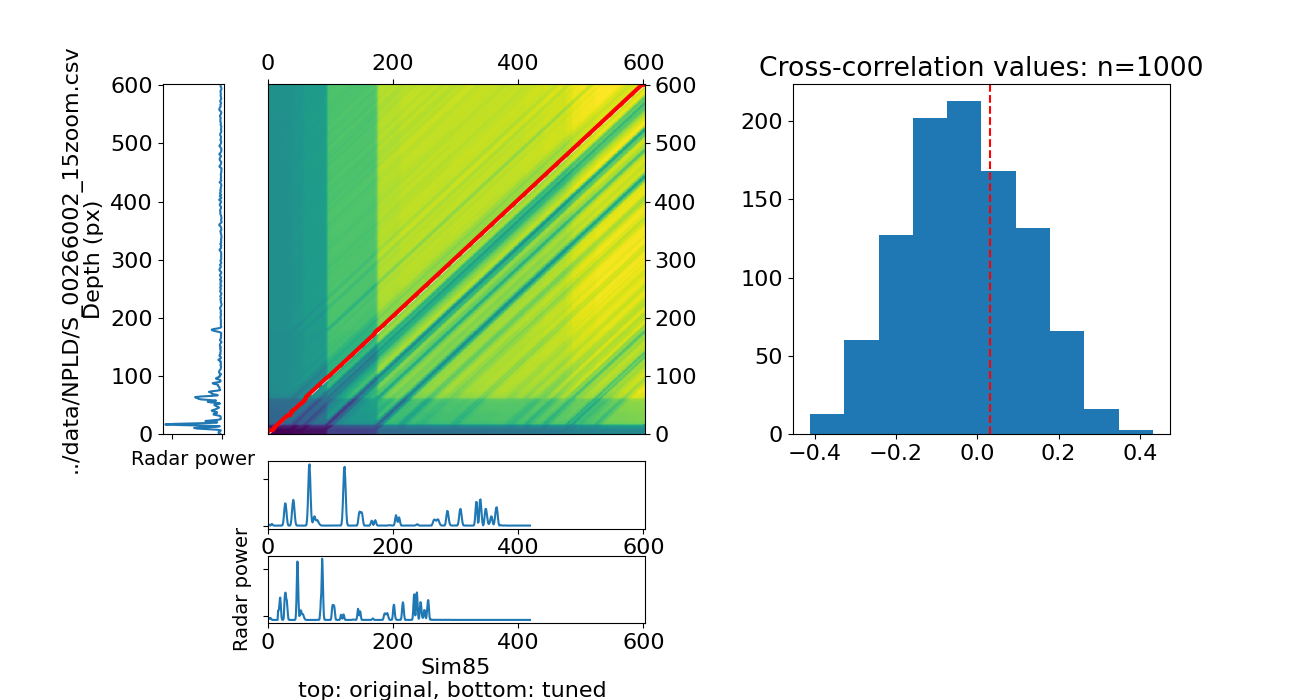 ../data/NPLD/S_00266002_15zoom.csv
Depth (px)
600
500
400
300
200
100
0
Radar power
0 200 400 600
600
500
400
300
200
100
0
0 200 400 600
Radar power
0 200 400 600
Sim85
top: original, bottom: tuned
Cross-correlation values: n=1000
200
150
100
50
0
−0.4 −0.2 0.0 0.2 0.4